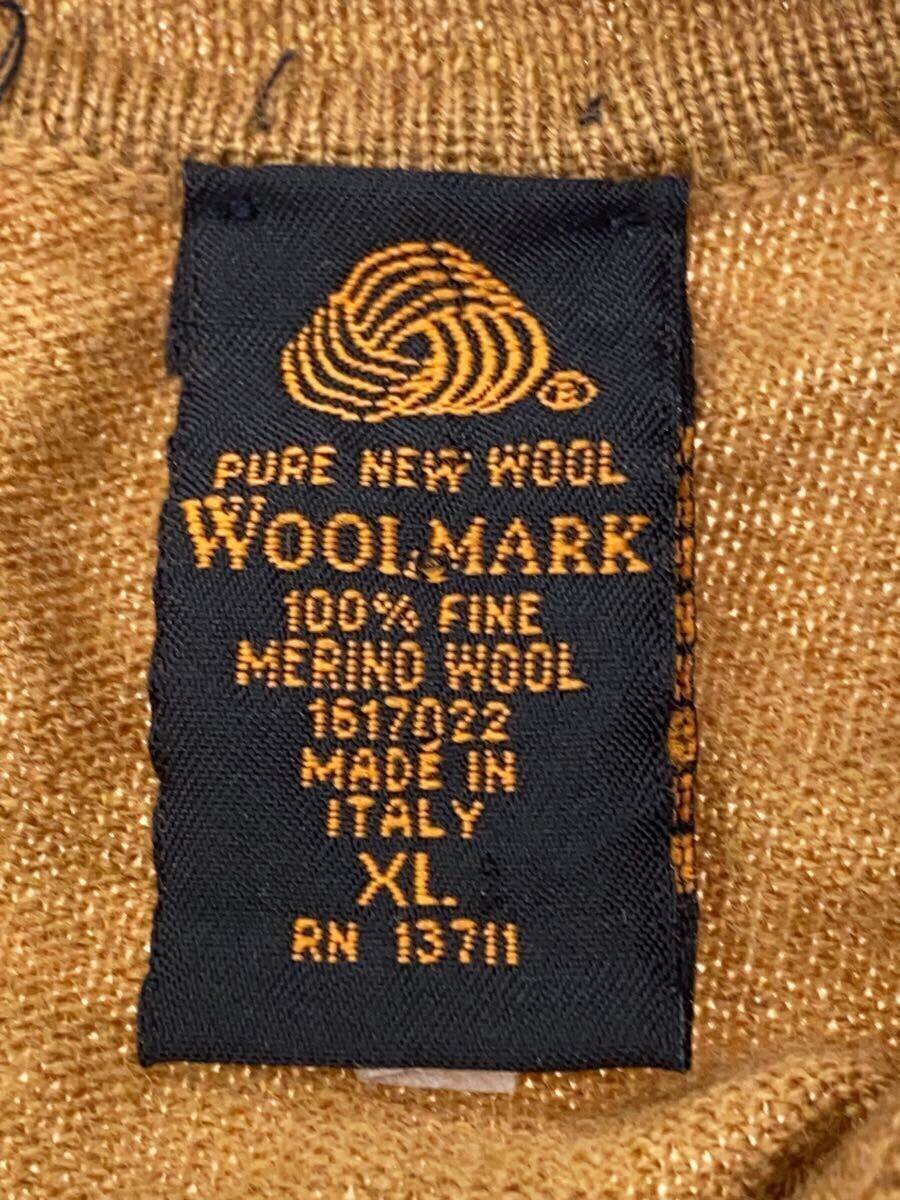 ®
PURE NEW WOOL
WOOLMARK
100% FINE
MERINO WOOL
1617022
MADE IN
ITALY
XL
RN 13711